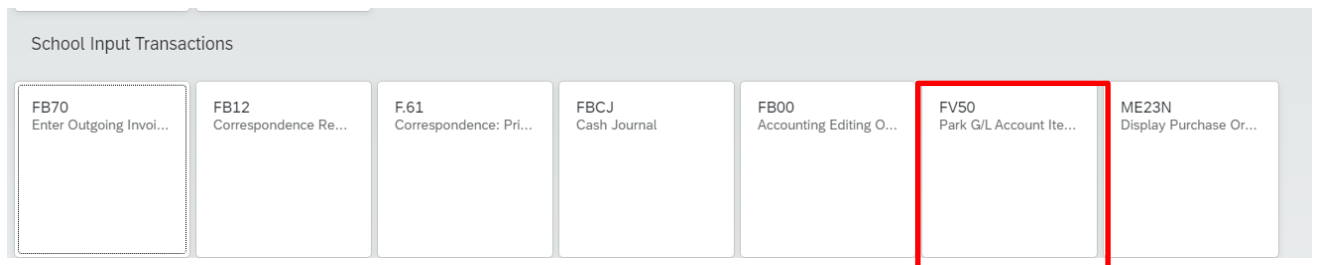 School Input Transactions
FB70
Enter Outgoing Invoi...
FB12
Correspondence Re...
F.61
Correspondence: Pri...
FBCJ
Cash Journal
FB00
Accounting Editing O...
FV50
Park G/L Account Ite...
ME23N
Display Purchase Or...